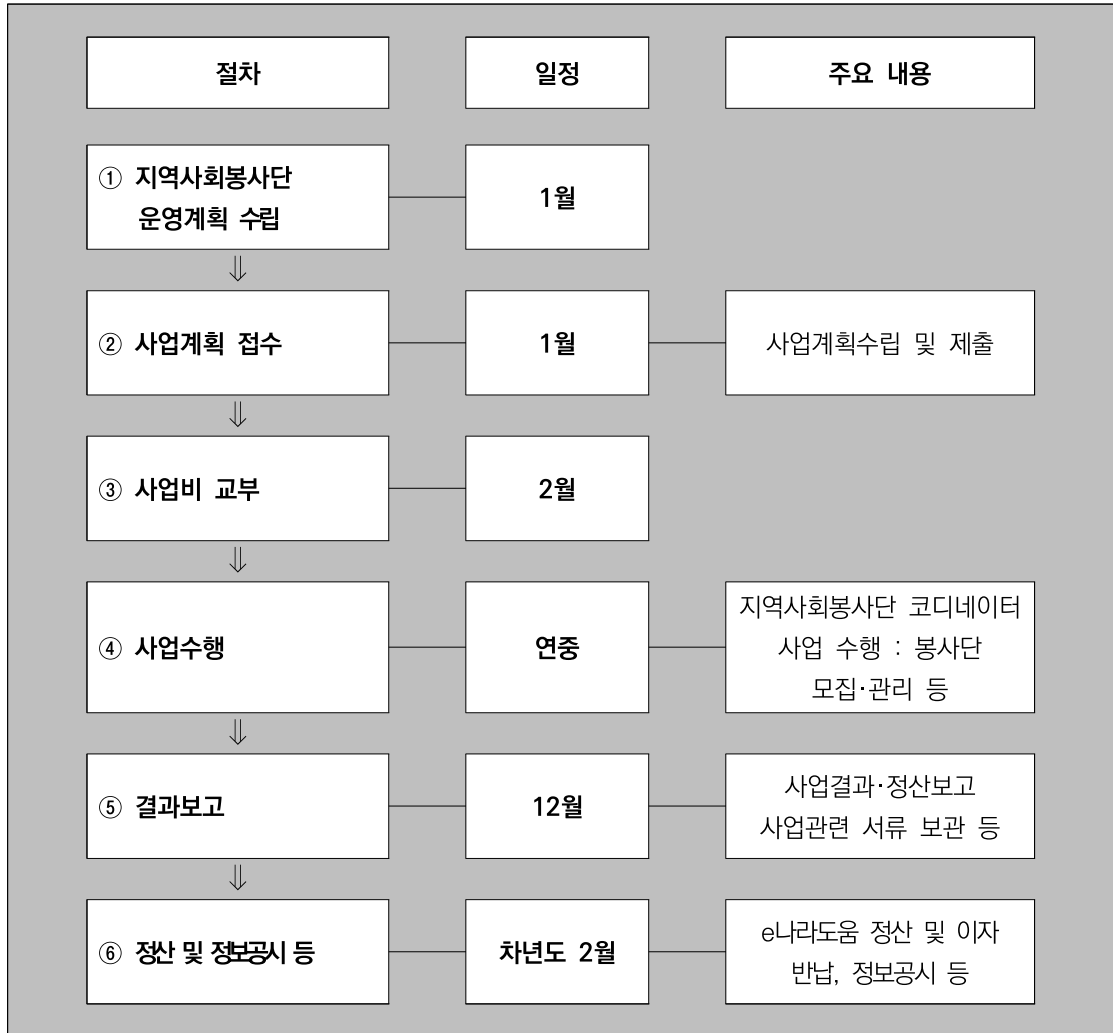 절차 일정 주요 내용
① 지역사회봉사단
운영계획 수립
1월
⇓
② 사업계획 접수 1월 사업계획수립 및 제출
⇓
③ 사업비 교부 2월
⇓
④ 사업수행 연중
지역사회봉사단 코디네이터
사업 수행 : 봉사단
모집·관리 등
⇓
⑤ 결과보고 12월
사업결과·정산보고
사업관련 서류 보관 등
⇓
⑥ 정산 및 정보공시 등 차년도 2월
e나라도움 정산 및 이자
반납, 정보공시 등